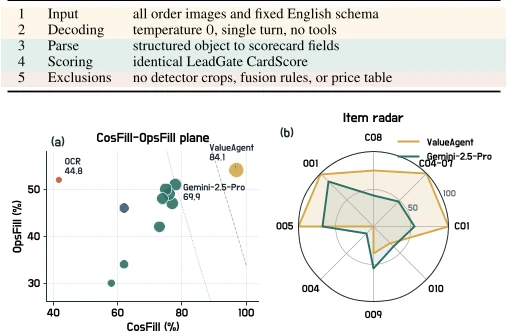 1 Input all order images and fixed English schema
2 Decoding temperature 0, single turn, no tools
3 Parse structured object to scorecard fields
4 Scoring identical LeadGate CardScore
5 Exclusions no detector crops, fusion rules, or price table
(a)
CosFill-OpsFill plane
OCR
44.8
ValueAgent
84.1
Gemini-2.5-Pro
69.9
50
40
30
OpsFill (%)
40
60
80
100
CosFill (%)
(b)
Item radar
ValueAgent
Gemini-2.5-Pro
C08
C04-07
C01
O10
O09
O04
O05
O01
50
100